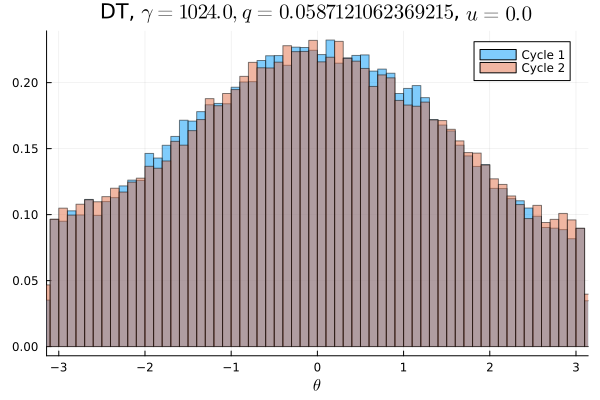 DT, γ = 1024.0, q = 0.0587121062369215, u = 0.0
Cycle 1
Cycle 2
0.20
0.15
0.10
0.05
0.00
−3 −2 −1 0 1 2 3
θ